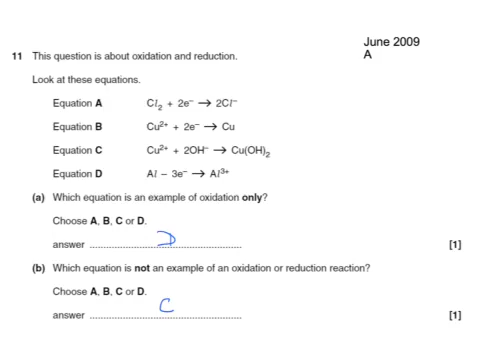 June 2009
A
11 This question is about oxidation and reduction.
Look at these equations.
Equation A Cl₂ + 2e⁻ → 2Cl⁻
Equation B Cu²⁺ + 2e⁻ → Cu
Equation C Cu²⁺ + 2OH⁻ → Cu(OH)₂
Equation D Al – 3e⁻ → Al³⁺
(a) Which equation is an example of oxidation only?
Choose A, B, C or D.
answer ..................D.................. [1]
(b) Which equation is not an example of an oxidation or reduction reaction?
Choose A, B, C or D.
answer ..................C.................. [1]